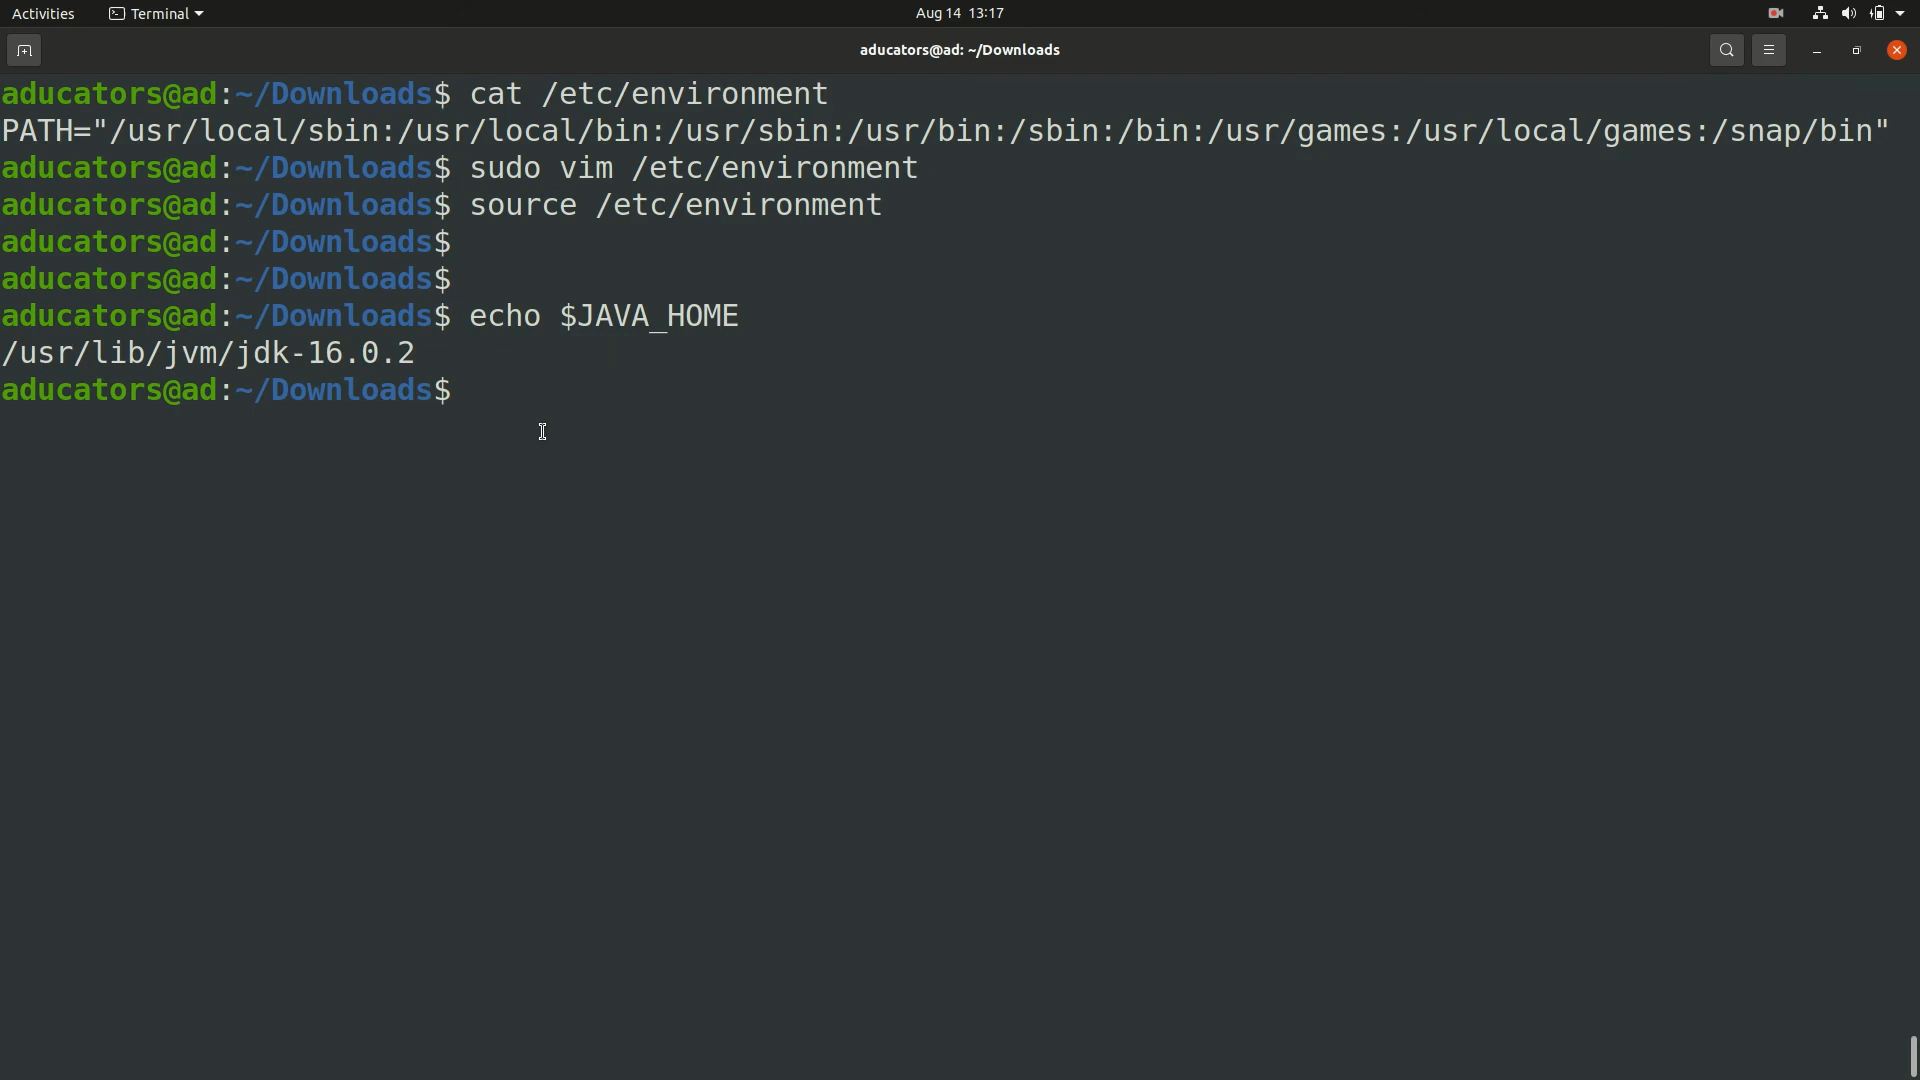 Activities Terminal Aug 14 13:17
aducators@ad: ~/Downloads
aducators@ad:~/Downloads$ cat /etc/environment
PATH="/usr/local/sbin:/usr/local/bin:/usr/sbin:/usr/bin:/sbin:/bin:/usr/games:/usr/local/games:/snap/bin"
aducators@ad:~/Downloads$ sudo vim /etc/environment
aducators@ad:~/Downloads$ source /etc/environment
aducators@ad:~/Downloads$
aducators@ad:~/Downloads$
aducators@ad:~/Downloads$ echo $JAVA_HOME
/usr/lib/jvm/jdk-16.0.2
aducators@ad:~/Downloads$